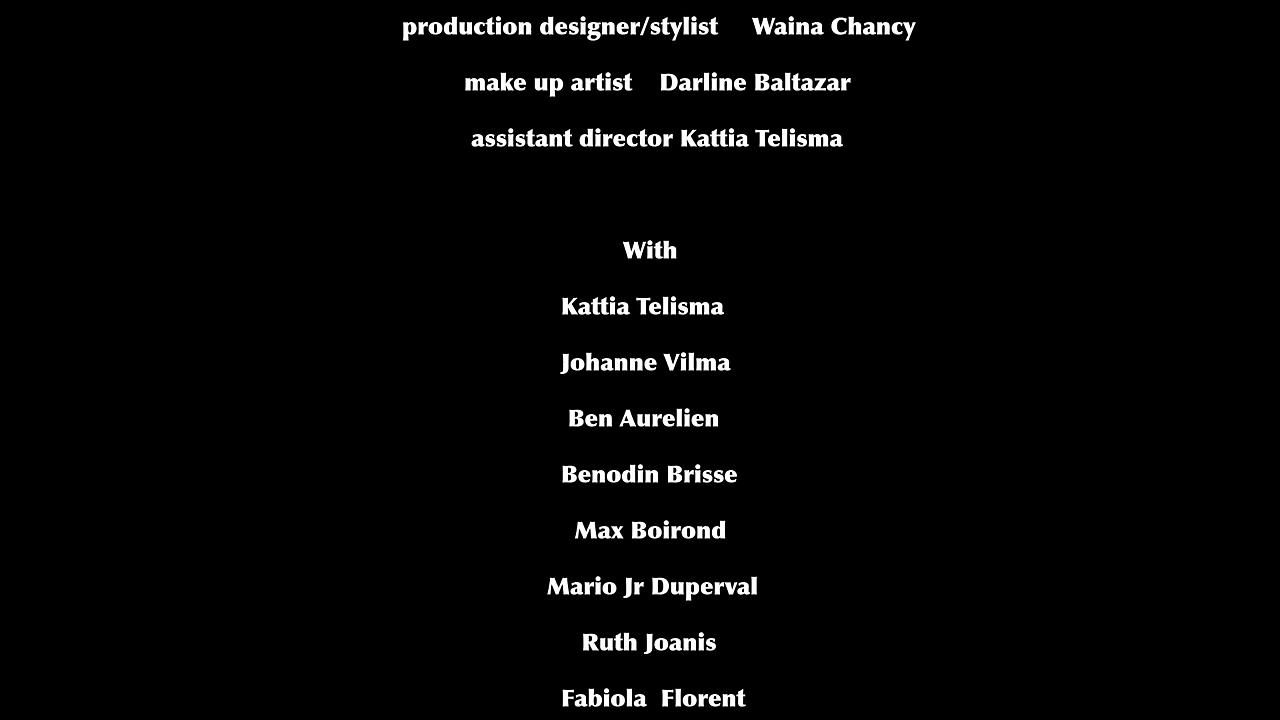 production designer/stylist Waina Chancy
make up artist Darline Baltazar
assistant director Kattia Telisma
With
Kattia Telisma
Johanne Vilma
Ben Aurelien
Benodin Brisse
Max Boirond
Mario Jr Duperval
Ruth Joanis
Fabiola Florent